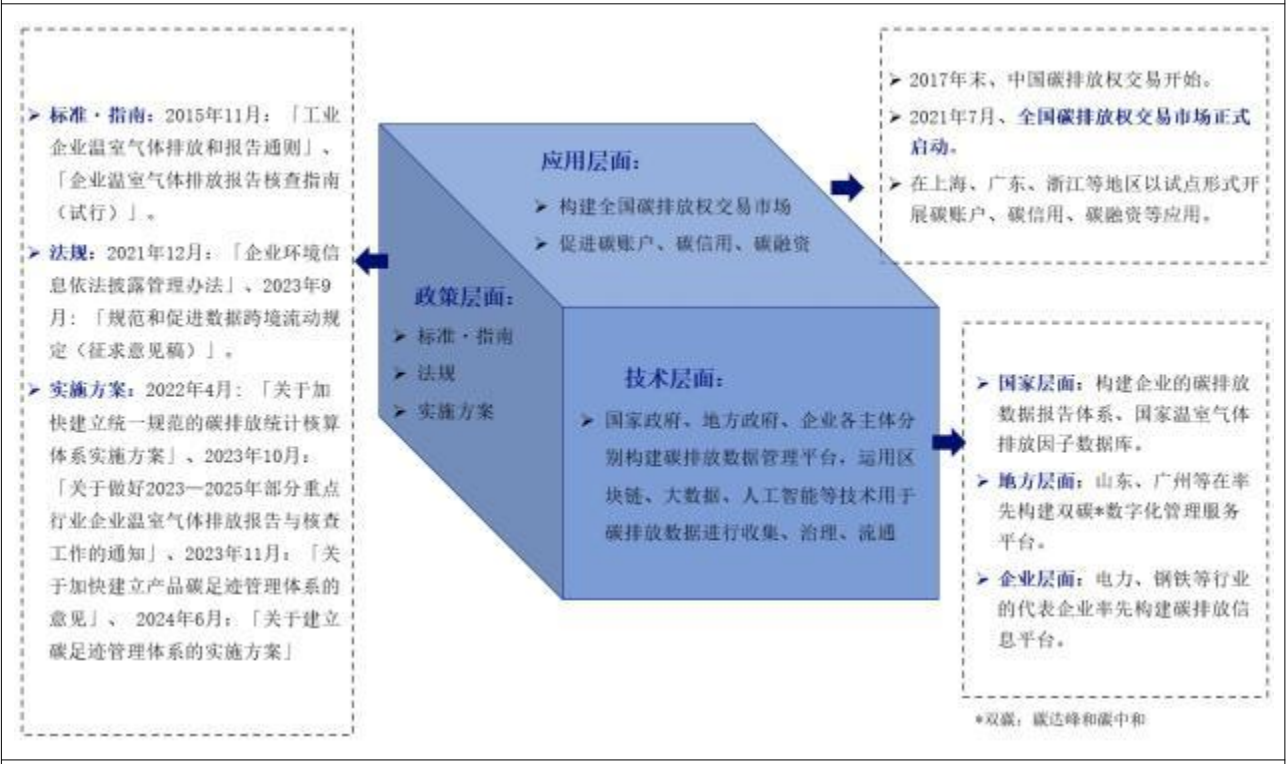 ➢ 标准・指南：2015年11月：「工业
企业温室气体排放和报告通则」、
「企业温室气体排放报告核查指南
（试行）」。
➢ 法规：2021年12月：「企业环境信
息依法披露管理办法」、2023年9
月：「规范和促进数据跨境流动规
定（征求意见稿）」。
➢ 实施方案：2022年4月：「关于加
快建立统一规范的碳排放统计核算
体系实施方案」、2023年10月：
「关于做好2023—2025年部分重点
行业企业温室气体排放报告与核查
工作的通知」、2023年11月：「关
于加快建立产品碳足迹管理体系的
意见」、 2024年6月：「关于建立
碳足迹管理体系的实施方案」
政策层面：
➢ 标准・指南
➢ 法规
➢ 实施方案
应用层面：
➢ 构建全国碳排放权交易市场
➢ 促进碳账户、碳信用、碳融资
技术层面：
➢ 国家政府、地方政府、企业各主体分
别构建碳排放数据管理平台，运用区
块链、大数据、人工智能等技术用于
碳排放数据进行收集、治理、流通
➢ 2017年末、中国碳排放权交易开始。
➢ 2021年7月、全国碳排放权交易市场正式
启动。
➢ 在上海、广东、浙江等地区以试点形式开
展碳账户、碳信用、碳融资等应用。
➢ 国家层面：构建企业的碳排放
数据报告体系、国家温室气体
排放因子数据库。
➢ 地方层面：山东、广州等在率
先构建双碳*数字化管理服务
平台。
➢ 企业层面：电力、钢铁等行业
的代表企业率先构建碳排放信
息平台。
*双碳：碳达峰和碳中和